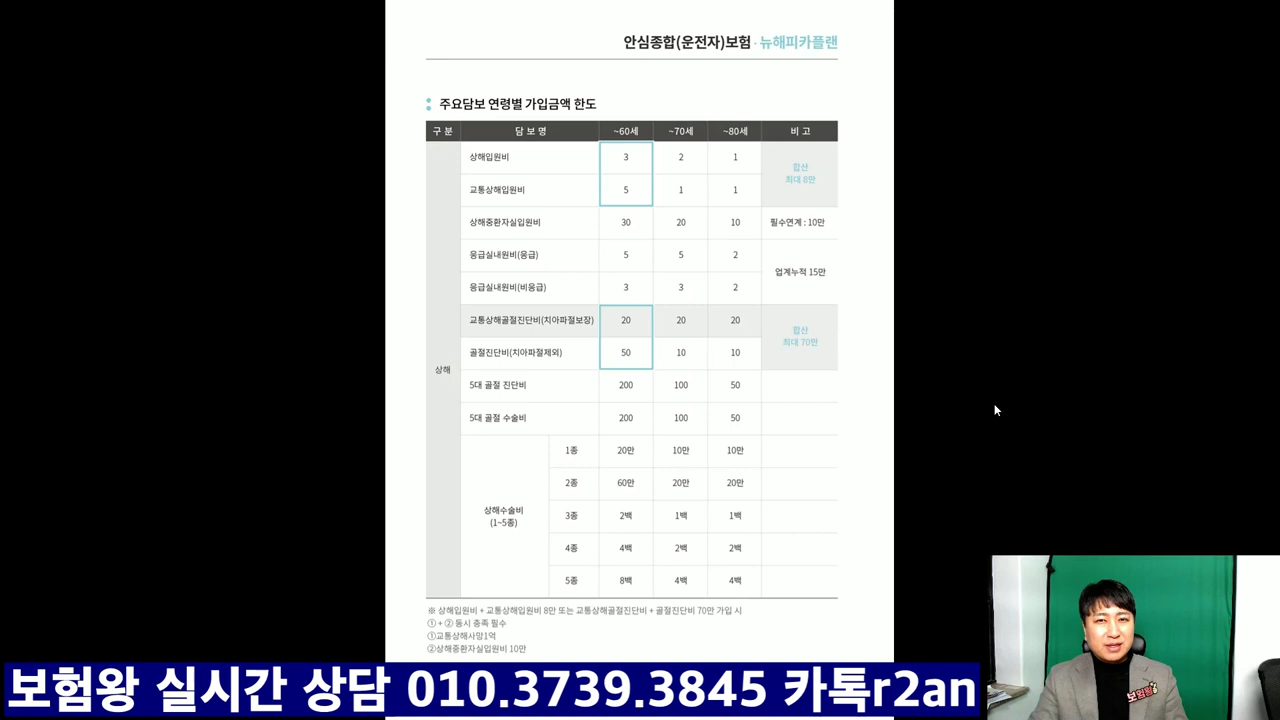 안심종합(운전자)보험 · 뉴해피카플랜
주요담보 연령별 가입금액 한도
구 분 담 보 명 ~60세 ~70세 ~80세 비 고
상해
상해입원비 3 2 1
교통상해입원비 5 1 1
합산
최대 8만
상해중환자실입원비 30 20 10 필수연계 : 10만
응급실내원비(응급) 5 5 2
응급실내원비(비응급) 3 3 2
업계누적 15만
교통상해골절진단비(치아파절보장) 20 20 20
골절진단비(치아파절제외) 50 10 10
합산
최대 70만
5대 골절 진단비 200 100 50
5대 골절 수술비 200 100 50
상해수술비
(1~5종)
1종 20만 10만 10만
2종 60만 20만 20만
3종 2백 1백 1백
4종 4백 2백 2백
5종 8백 4백 4백
※ 상해입원비 + 교통상해입원비 8만 또는 교통상해골절진단비 + 골절진단비 70만 가입 시
① + ② 동시 충족 필수
①교통상해사망1억
②상해중환자실입원비 10만
보험왕 실시간 상담 010.3739.3845 카톡r2an
보험왕